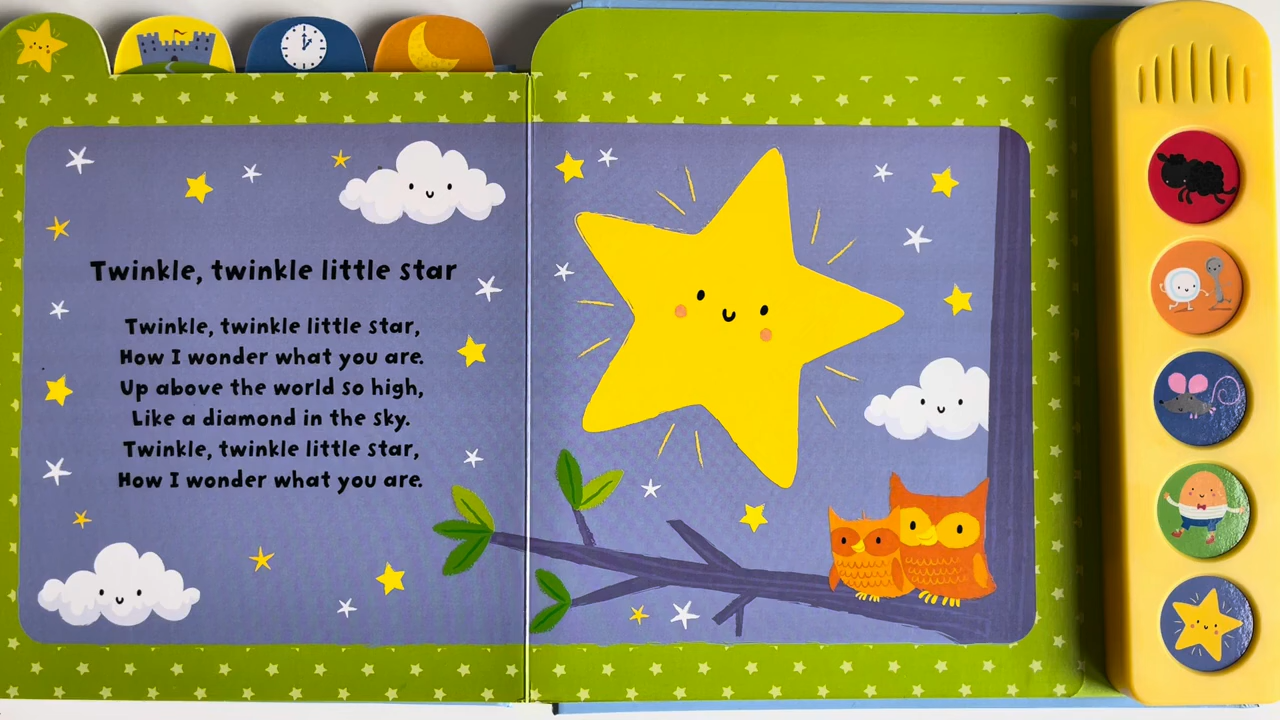 Twinkle, twinkle little star
Twinkle, twinkle little star,
How I wonder what you are.
Up above the world so high,
Like a diamond in the sky.
Twinkle, twinkle little star,
How I wonder what you are.